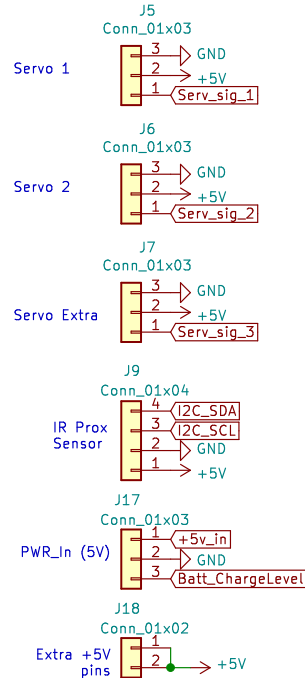 J5
Conn_01x03
Servo 1
3 GND
2 +5V
1 Serv_sig_1
J6
Conn_01x03
Servo 2
3 GND
2 +5V
1 Serv_sig_2
J7
Conn_01x03
Servo Extra
3 GND
2 +5V
1 Serv_sig_3
J9
Conn_01x04
IR Prox
Sensor
4 I2C_SDA
3 I2C_SCL
2 GND
1 +5V
J17
Conn_01x03
PWR_In (5V)
1 +5v_in
2 GND
3 Batt_ChargeLevel
J18
Conn_01x02
Extra +5V
pins
1
2 +5V